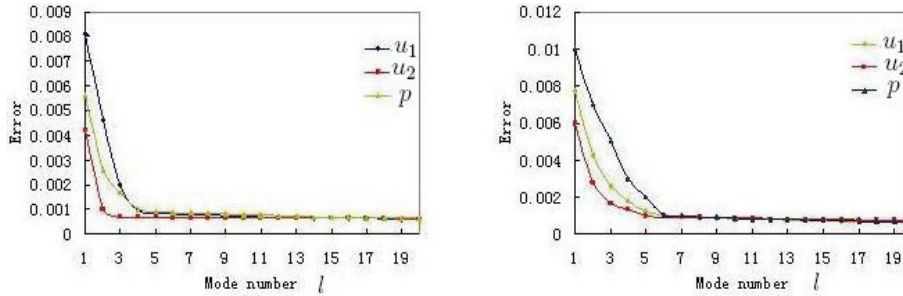 0.009
0.008
0.007
0.006
0.005
0.004
0.003
0.002
0.001
0
Error
1 3 5 7 9 11 13 15 17 19
Mode number l
u1
u2
p
0.012
0.01
0.008
0.006
0.004
0.002
0
Error
1 3 5 7 9 11 13 15 17 19
Mode number l
u1
u2
p